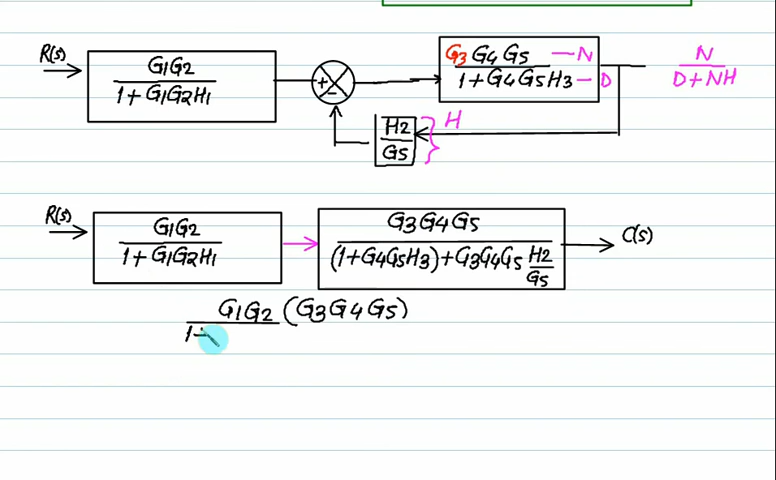 R(s)
G1G2
1+G1G2H1
+
-
G3 G4 G5 — N
1+G4G5H3 – D
N
D+NH
H2
G5
H
R(s)
G1G2
1+G1G2H1
G3G4G5
(1+G4G5H3)+G3G4G5 H2
G5
C(s)
G1G2 (G3G4G5)
1+